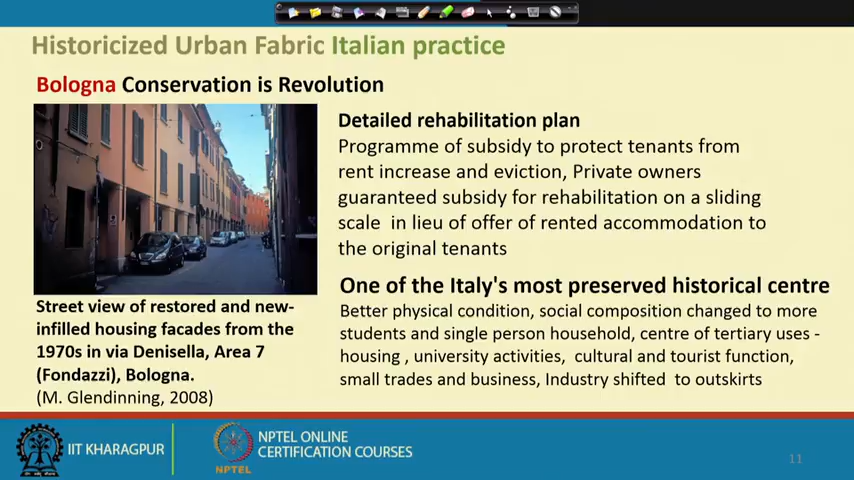 Historicized Urban Fabric Italian practice
Bologna Conservation is Revolution
Detailed rehabilitation plan
Programme of subsidy to protect tenants from
rent increase and eviction, Private owners
guaranteed subsidy for rehabilitation on a sliding
scale in lieu of offer of rented accommodation to
the original tenants
One of the Italy's most preserved historical centre
Better physical condition, social composition changed to more
students and single person household, centre of tertiary uses -
housing , university activities, cultural and tourist function,
small trades and business, Industry shifted to outskirts
Street view of restored and new-
infilled housing facades from the
1970s in via Denisella, Area 7
(Fondazzi), Bologna.
(M. Glendinning, 2008)
IIT KHARAGPUR
NPTEL
NPTEL ONLINE
CERTIFICATION COURSES
11